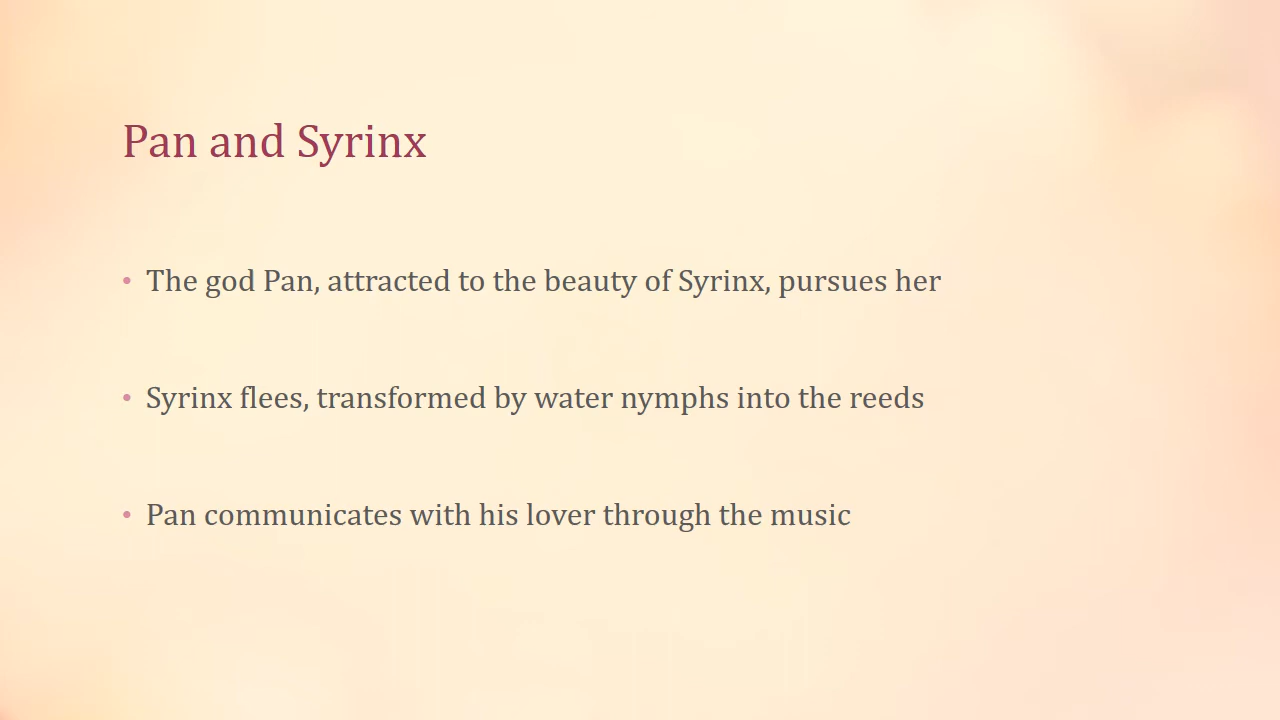 Pan and Syrinx
• The god Pan, attracted to the beauty of Syrinx, pursues her
• Syrinx flees, transformed by water nymphs into the reeds
• Pan communicates with his lover through the music